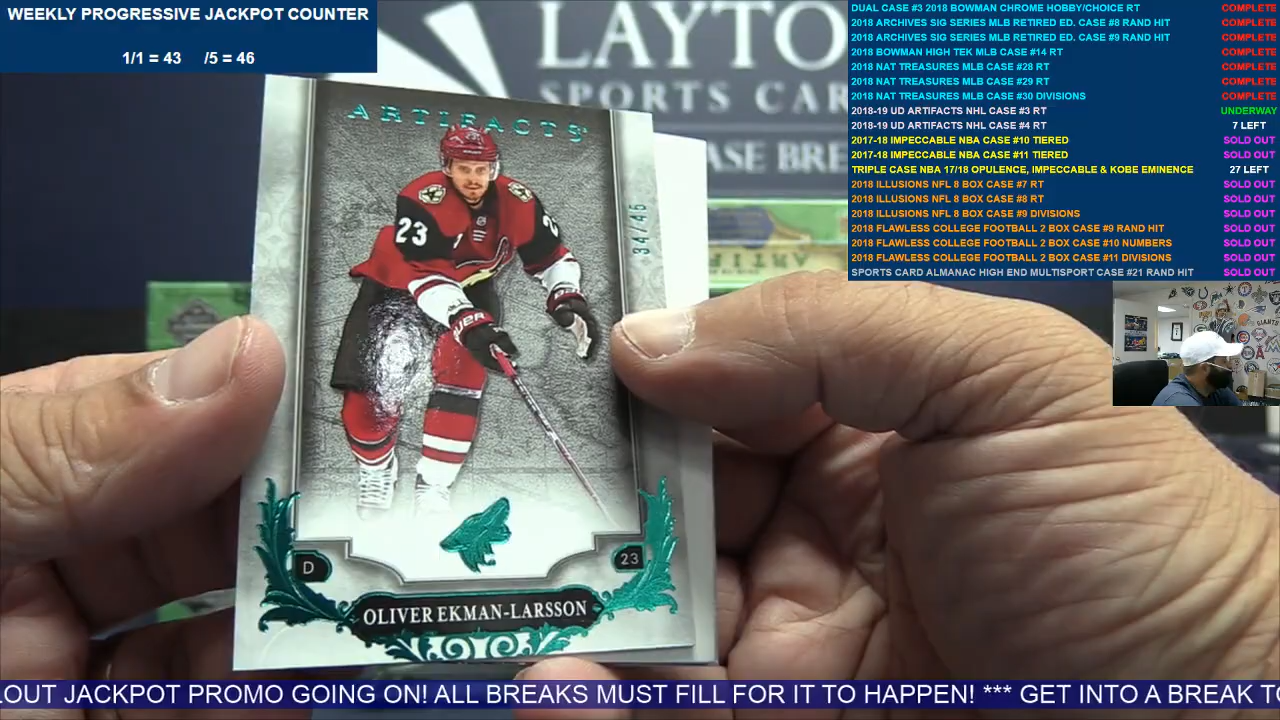 WEEKLY PROGRESSIVE JACKPOT COUNTER
1/1 = 43 /5 = 46
LAYTO
PORTS CAR
ASE BRE
DUAL CASE #3 2018 BOWMAN CHROME HOBBY/CHOICE RT COMPLETE
2018 ARCHIVES SIG SERIES MLB RETIRED ED. CASE #8 RAND HIT COMPLETE
2018 ARCHIVES SIG SERIES MLB RETIRED ED. CASE #9 RAND HIT COMPLETE
2018 BOWMAN HIGH TEK MLB CASE #14 RT COMPLETE
2018 NAT TREASURES MLB CASE #28 RT COMPLETE
2018 NAT TREASURES MLB CASE #29 RT COMPLETE
2018 NAT TREASURES MLB CASE #30 DIVISIONS COMPLETE
2018-19 UD ARTIFACTS NHL CASE #3 RT UNDERWAY
2018-19 UD ARTIFACTS NHL CASE #4 RT 7 LEFT
2017-18 IMPECCABLE NBA CASE #10 TIERED SOLD OUT
2017-18 IMPECCABLE NBA CASE #11 TIERED SOLD OUT
TRIPLE CASE NBA 17/18 OPULENCE, IMPECCABLE & KOBE EMINENCE 27 LEFT
2018 ILLUSIONS NFL 8 BOX CASE #7 RT SOLD OUT
2018 ILLUSIONS NFL 8 BOX CASE #8 RT SOLD OUT
2018 ILLUSIONS NFL 8 BOX CASE #9 DIVISIONS SOLD OUT
2018 FLAWLESS COLLEGE FOOTBALL 2 BOX CASE #9 RAND HIT SOLD OUT
2018 FLAWLESS COLLEGE FOOTBALL 2 BOX CASE #10 NUMBERS SOLD OUT
2018 FLAWLESS COLLEGE FOOTBALL 2 BOX CASE #11 DIVISIONS SOLD OUT
SPORTS CARD ALMANAC HIGH END MULTISPORT CASE #21 RAND HIT SOLD OUT
ARTIFACTS
34/45
23
2
D
23
OLIVER EKMAN-LARSSON
LOUT JACKPOT PROMO GOING ON! ALL BREAKS MUST FILL FOR IT TO HAPPEN! *** GET INTO A BREAK TO